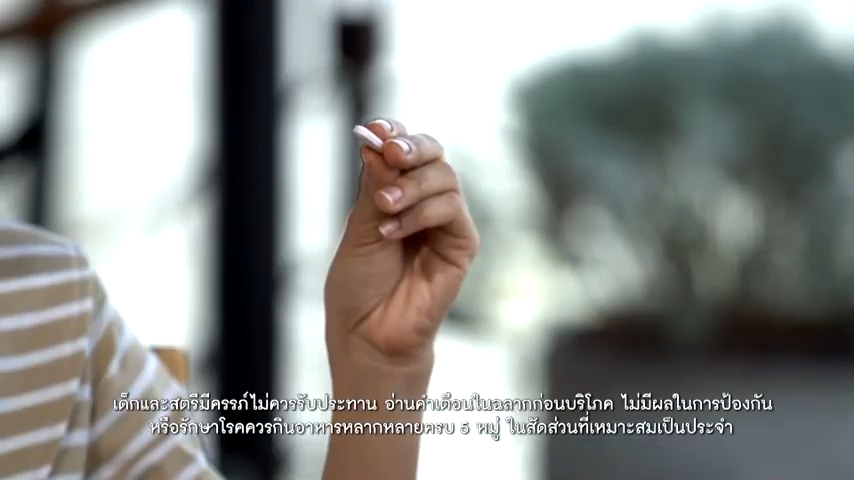 เด็กและสตรีมีครรภ์ไม่ควรรับประทาน อ่านคำเตือนในฉลากก่อนบริโภค ไม่มีผลในการป้องกัน
หรือรักษาโรคควรกินอาหารหลากหลายครบ 5 หมู่ ในสัดส่วนที่เหมาะสมเป็นประจำ